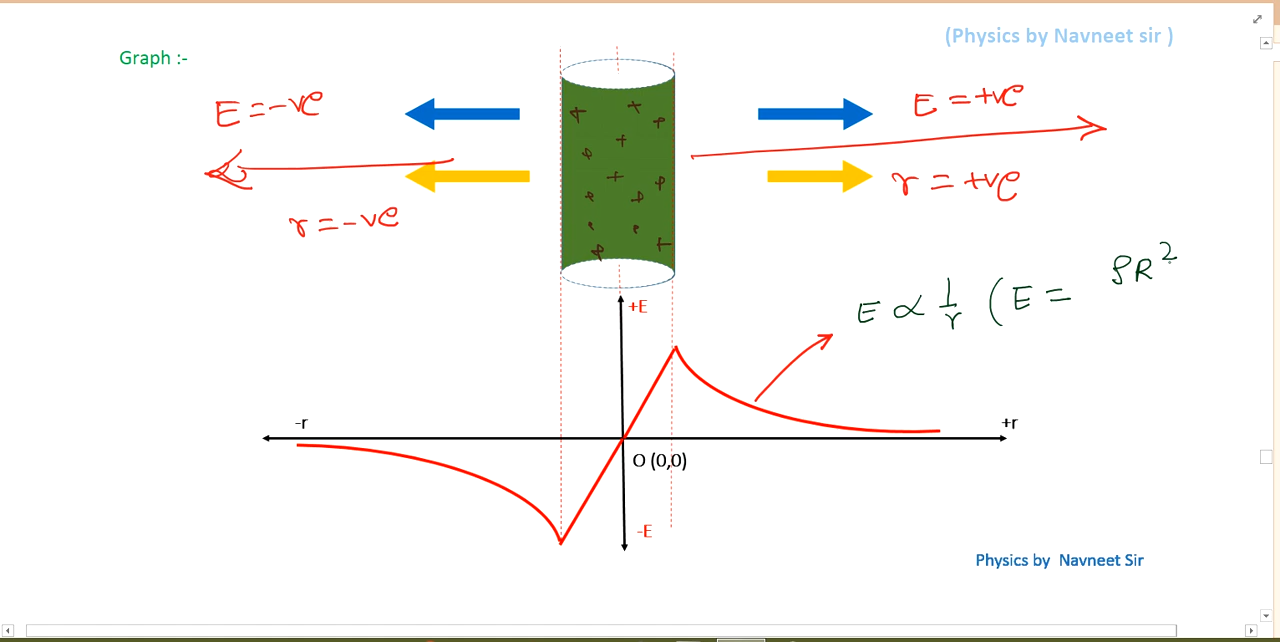 (Physics by Navneet sir )
Graph :-
E = -ve
E = +ve
r = -ve
r = +ve
E ∝ 1/r (E = ρR²
+E
-r
+r
O (0,0)
-E
Physics by Navneet Sir